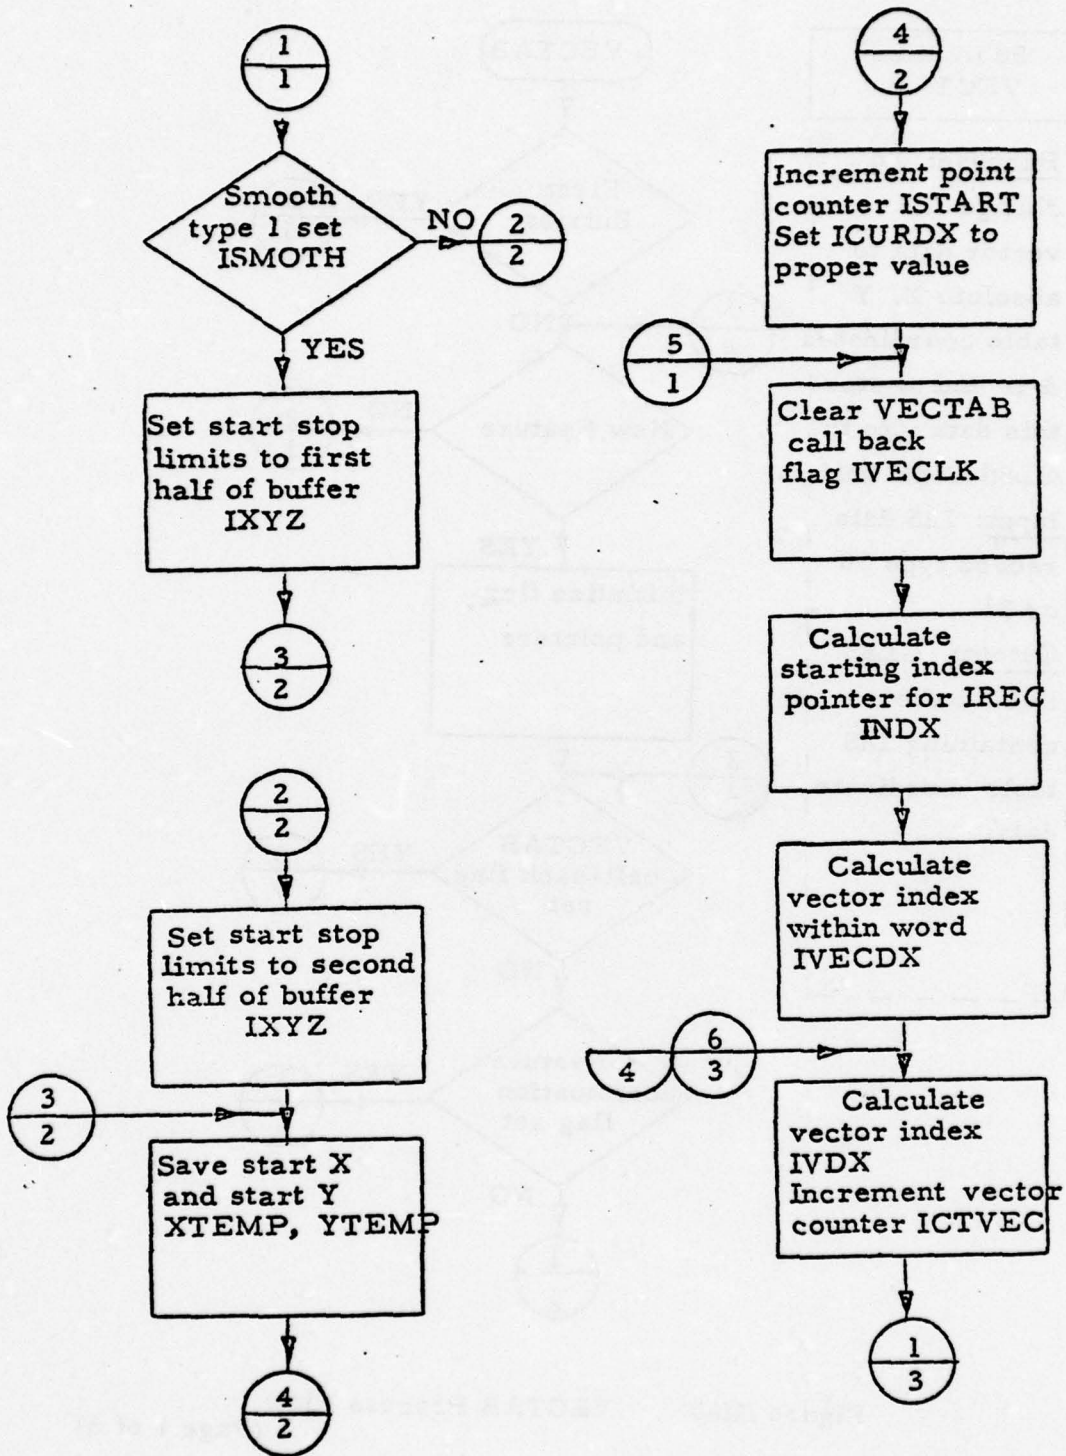 1
1
Smooth
type 1 set
ISMOTH
NO
2
2
YES
Set start stop
limits to first
half of buffer
IXYZ
3
2
2
2
Set start stop
limits to second
half of buffer
IXYZ
3
2
Save start X
and start Y
XTEMP, YTEMP
4
2
4
2
Increment point
counter ISTART
Set ICURDX to
proper value
5
1
Clear VECTAB
call back
flag IVECLK
Calculate
starting index
pointer for IREC
INDX
Calculate
vector index
within word
IVECDX
4
6
3
Calculate
vector index
IVDX
Increment vector
counter ICTVEC
1
3